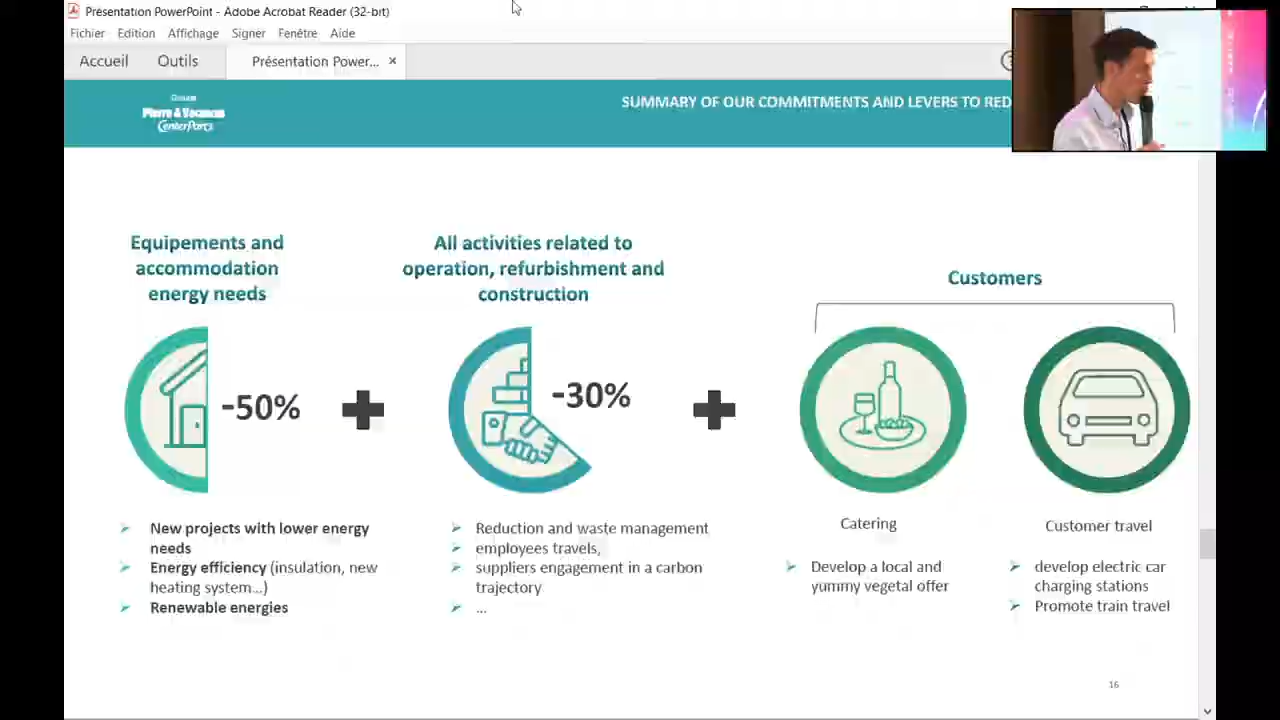 Présentation PowerPoint - Adobe Acrobat Reader (32-bit)
Fichier Edition Affichage Signer Fenêtre Aide
Accueil Outils Présentation Power... ×
Groupe
Pierre & Vacances
CenterParcs
SUMMARY OF OUR COMMITMENTS AND LEVERS TO RED
Equipements and
accommodation
energy needs
All activities related to
operation, refurbishment and
construction
Customers
-50%
-30%
New projects with lower energy
needs
Energy efficiency (insulation, new
heating system...)
Renewable energies
Reduction and waste management
employees travels,
suppliers engagement in a carbon
trajectory
...
Catering
Develop a local and
yummy vegetal offer
Customer travel
develop electric car
charging stations
Promote train travel
16